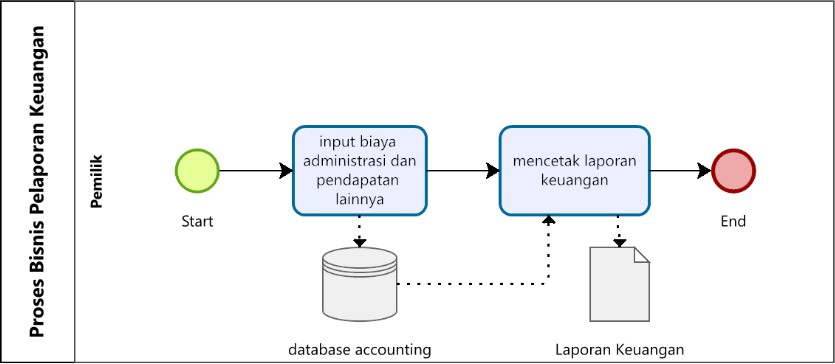 Proses Bisnis Pelaporan Keuangan
Pemilik
Start
input biaya
administrasi dan
pendapatan
lainnya
mencetak laporan
keuangan
End
database accounting
Laporan Keuangan